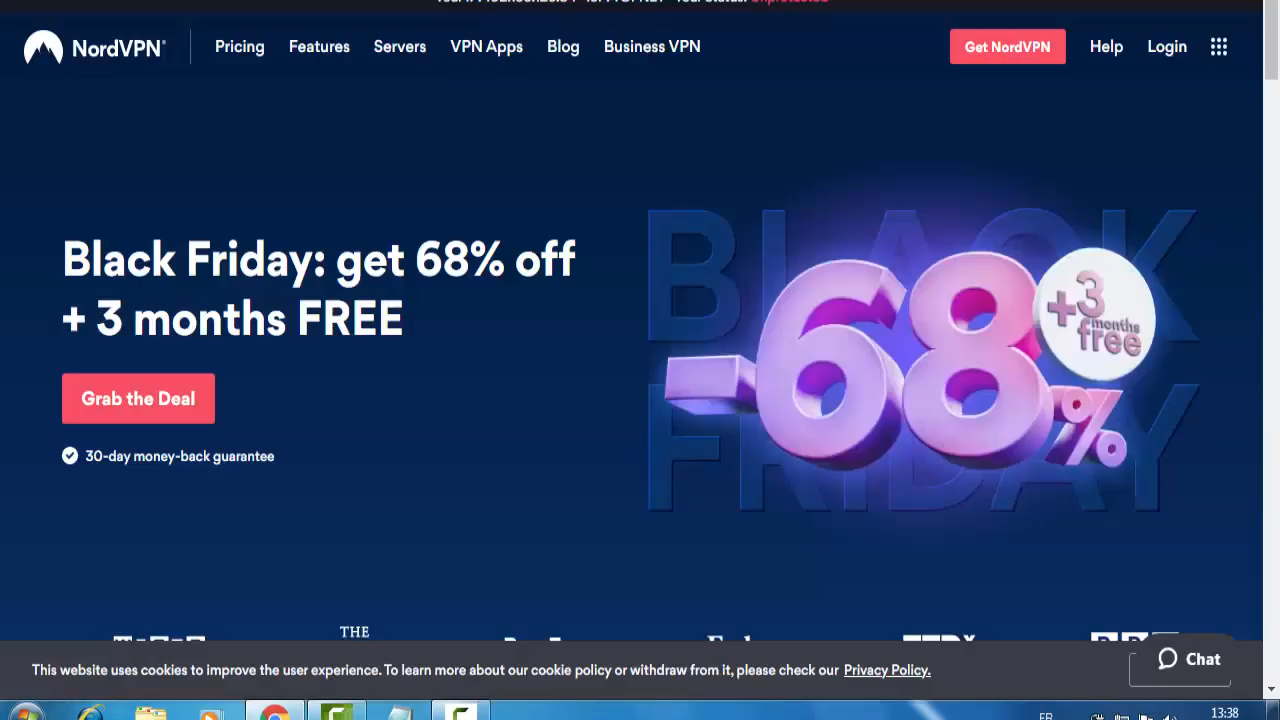 NordVPN®
Pricing
Features
Servers
VPN Apps
Blog
Business VPN
Get NordVPN
Help
Login
Black Friday: get 68% off
+ 3 months FREE
Grab the Deal
30-day money-back guarantee
BLACK
FRIDAY
-68%
+3
months
free
THE
This website uses cookies to improve the user experience. To learn more about our cookie policy or withdraw from it, please check our Privacy Policy.
Chat
FR
13:38